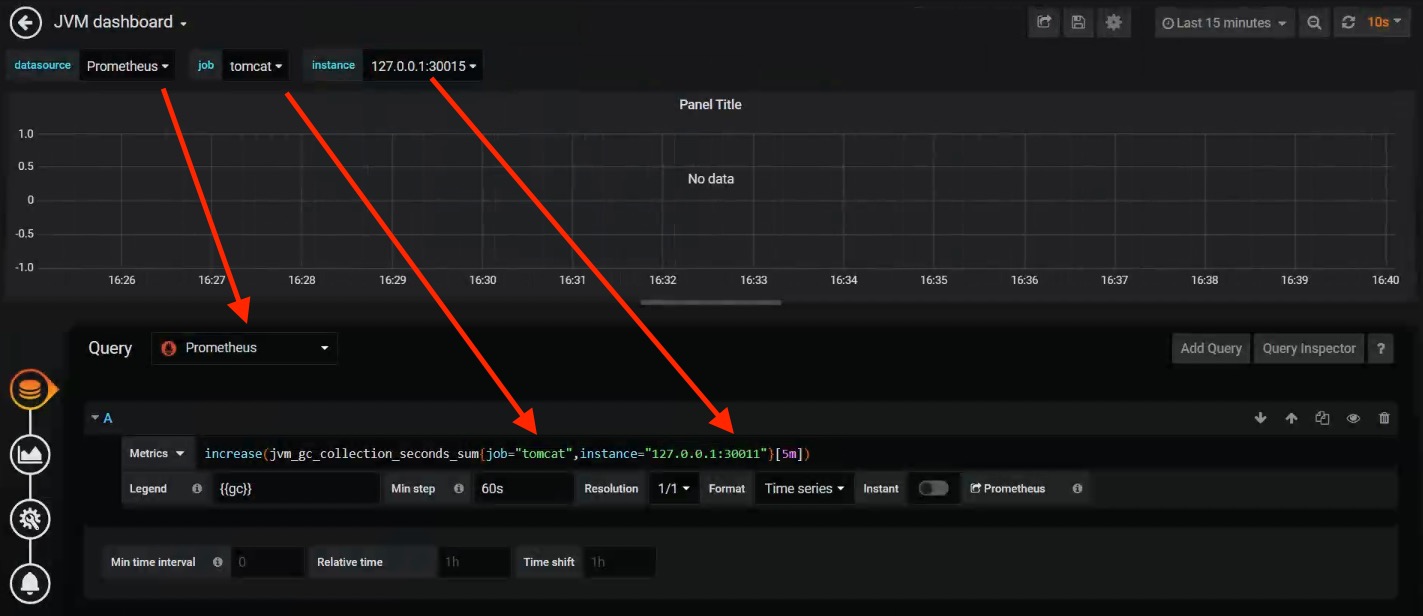 JVM dashboard
Last 15 minutes 10s
datasource Prometheus job tomcat instance 127.0.0.1:30015
Panel Title
1.0
0.5
No data
0
-0.5
-1.0
16:26 16:27 16:28 16:29 16:30 16:31 16:32 16:33 16:34 16:35 16:36 16:37 16:38 16:39 16:40
Query Prometheus Add Query Query Inspector ?
A
Metrics increase(jvm_gc_collection_seconds_sum{job="tomcat",instance="127.0.0.1:30011"}[5m])
Legend {{gc}} Min step 60s Resolution 1/1 Format Time series Instant Prometheus
Min time interval 0 Relative time 1h Time shift 1h